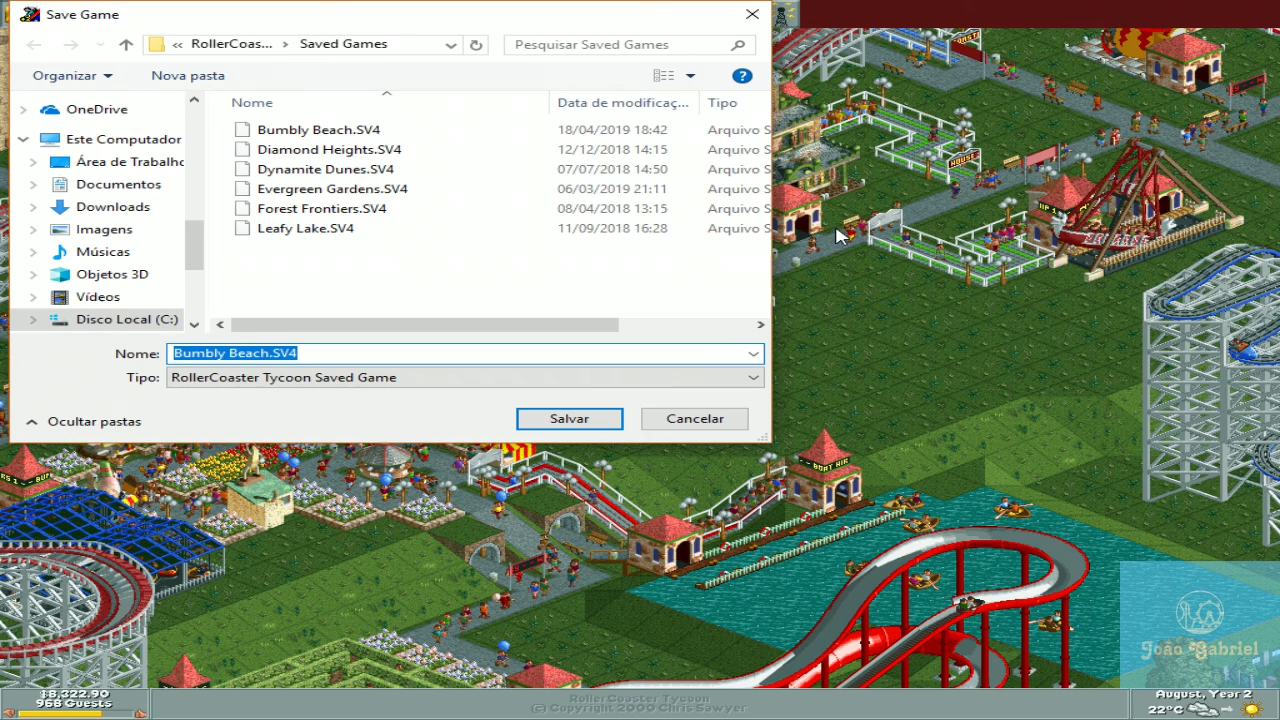 Save Game
« RollerCoas... > Saved Games
Pesquisar Saved Games
Organizar
Nova pasta
Nome
Data de modificaç...
Tipo
OneDrive
Este Computador
Área de Trabalho
Documentos
Downloads
Imagens
Músicas
Objetos 3D
Vídeos
Disco Local (C:)
Bumbly Beach.SV4 18/04/2019 18:42 Arquivo S
Diamond Heights.SV4 12/12/2018 14:15 Arquivo S
Dynamite Dunes.SV4 07/07/2018 14:50 Arquivo S
Evergreen Gardens.SV4 06/03/2019 21:11 Arquivo S
Forest Frontiers.SV4 08/04/2018 13:15 Arquivo S
Leafy Lake.SV4 11/09/2018 16:28 Arquivo S
Nome: Bumbly Beach.SV4
Tipo: RollerCoaster Tycoon Saved Game
Ocultar pastas
Salvar
Cancelar
HOUSE
BOAT HIR
João Gabriel
$8,322.90
968 Guests
RollerCoaster Tycoon
© Copyright 2000 Chris Sawyer
August, Year 2
22°C